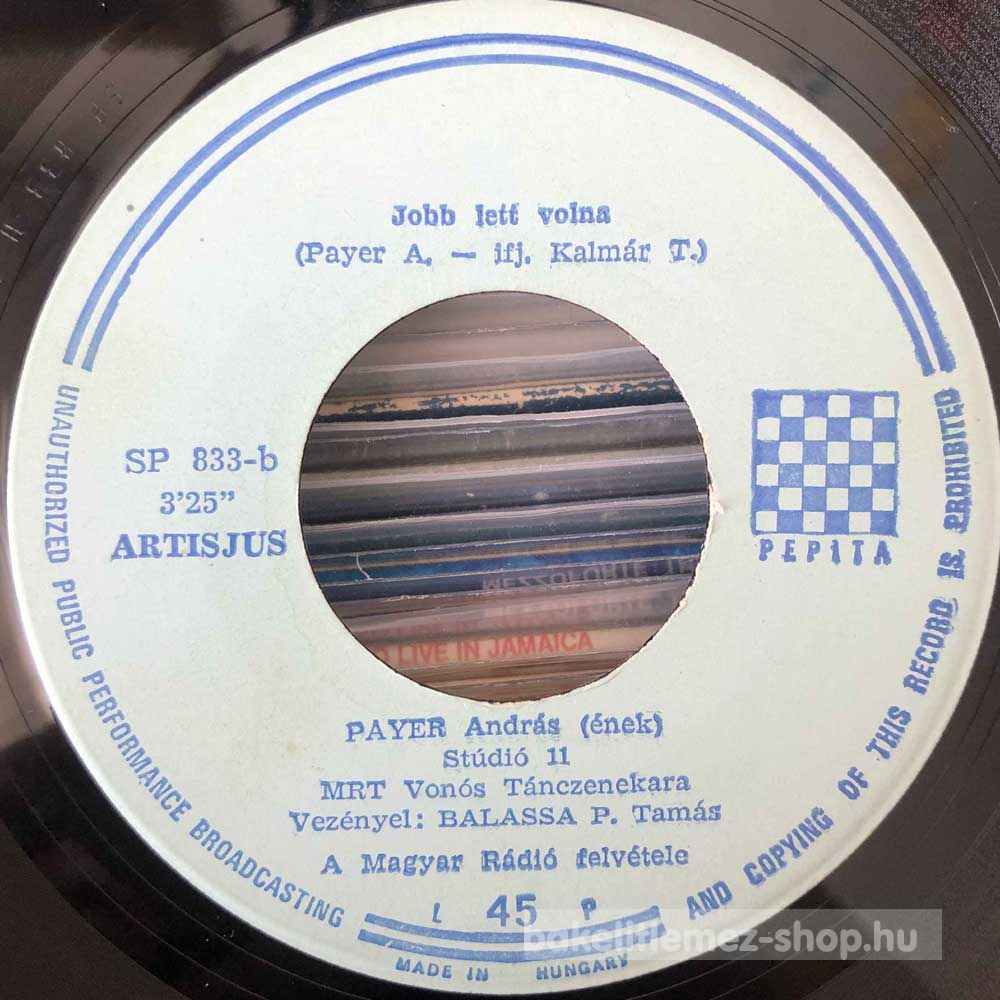 Jobb lett volna
(Payer A. — ifj. Kalmár T.)
SP 833-b
3'25"
ARTISJUS
PEPITA
LIVE IN JAMAICA
PAYER András (ének)
Stúdió 11
MRT Vonós Tánczenekara
Vezényel: BALASSA P. Tamás
A Magyar Rádió felvétele
L 45 P
MADE IN HUNGARY
UNAUTHORIZED PUBLIC PERFORMANCE BROADCASTING AND COPYING OF THIS RECORD IS PROHIBITED
bakelitlemez-shop.hu